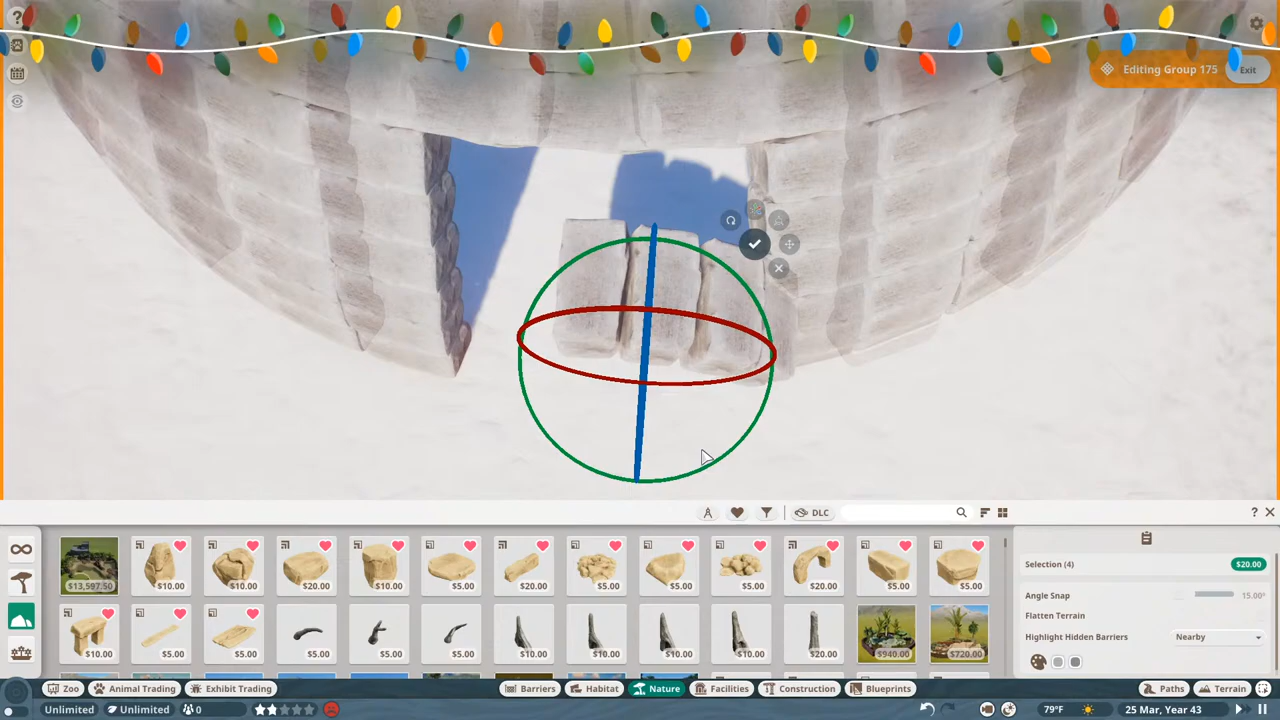 ?
Editing Group 175 Exit
DLC
? ×
$13,597.50 $10.00 $10.00 $20.00 $10.00 $5.00 $20.00 $5.00 $5.00 $5.00 $20.00 $5.00 $5.00
$10.00 $5.00 $5.00 $5.00 $5.00 $5.00 $10.00 $10.00 $10.00 $10.00 $20.00 $940.00 $720.00
Selection (4) $20.00
Angle Snap 15.00°
Flatten Terrain
Highlight Hidden Barriers Nearby
Zoo Animal Trading Exhibit Trading Barriers Habitat Nature Facilities Construction Blueprints Paths Terrain
Unlimited Unlimited 0 79°F 25 Mar, Year 43